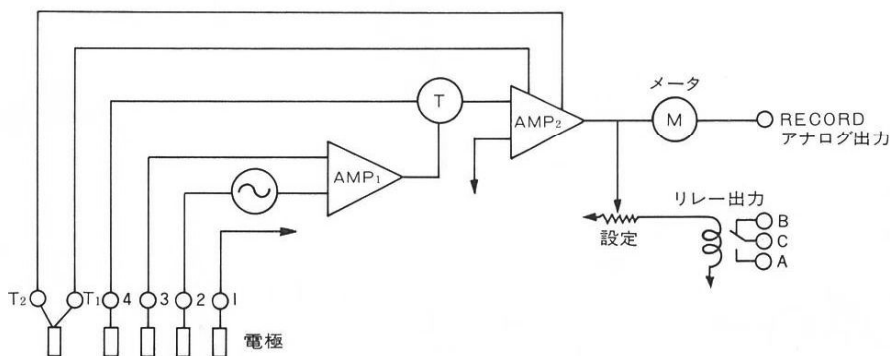 メータ
T
AMP₂
M
RECORD
アナログ出力
AMP₁
リレー出力
設定
B
C
A
T₂
T₁
4
3
2
1
電極